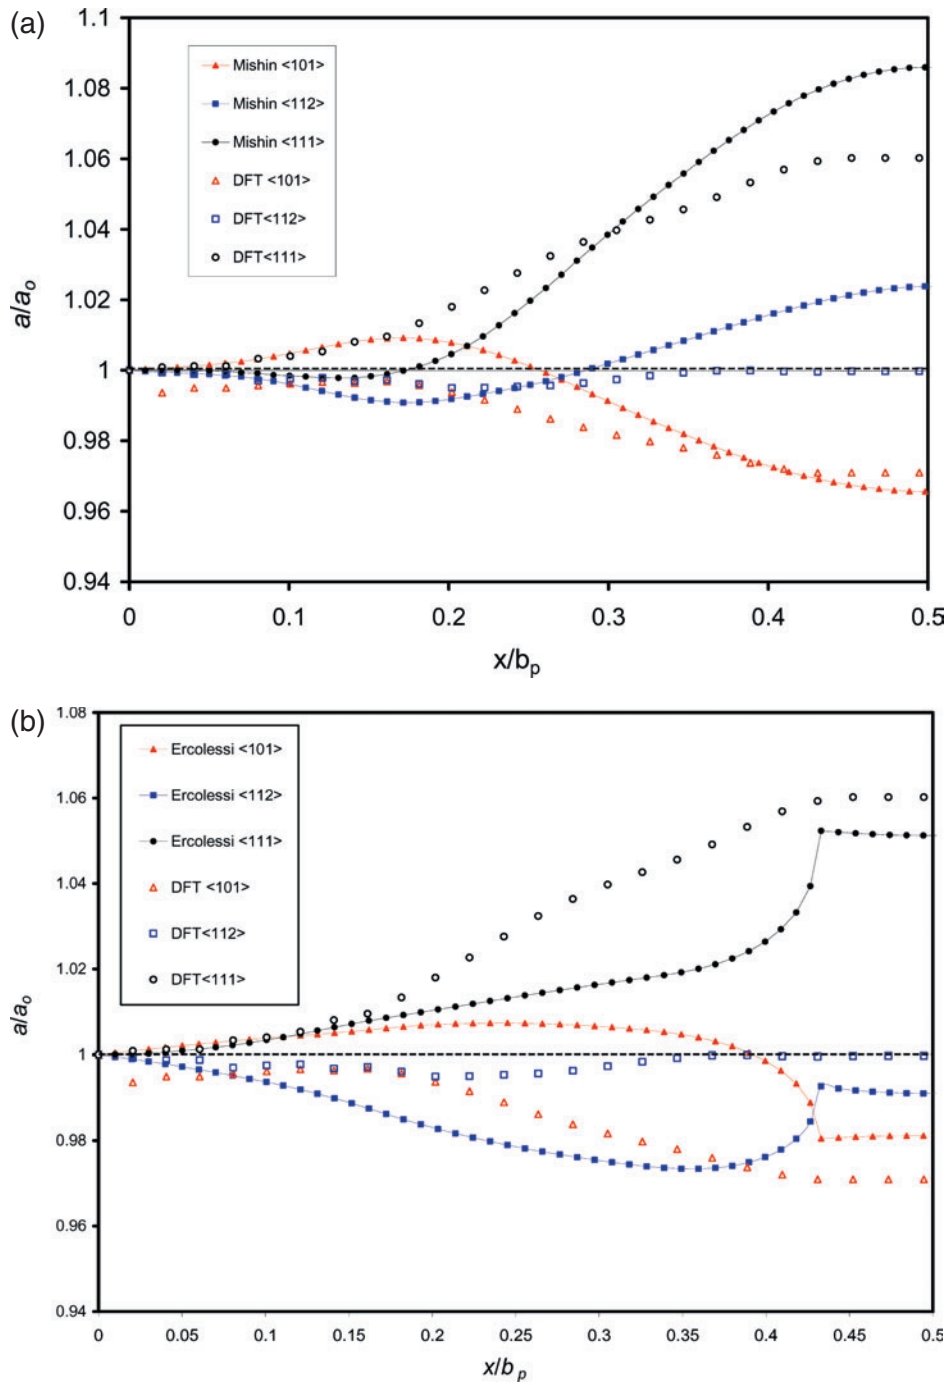 (a)
1.1
1.08
1.06
1.04
1.02
1
0.98
0.96
0.94
a/ao
Mishin <101>
Mishin <112>
Mishin <111>
DFT <101>
DFT<112>
DFT<111>
0 0.1 0.2 0.3 0.4 0.5
x/bp
(b)
1.08
1.06
1.04
1.02
1
0.98
0.96
0.94
a/ao
Ercolessi <101>
Ercolessi <112>
Ercolessi <111>
DFT <101>
DFT<112>
DFT<111>
0 0.05 0.1 0.15 0.2 0.25 0.3 0.35 0.4 0.45 0.5
x/bp